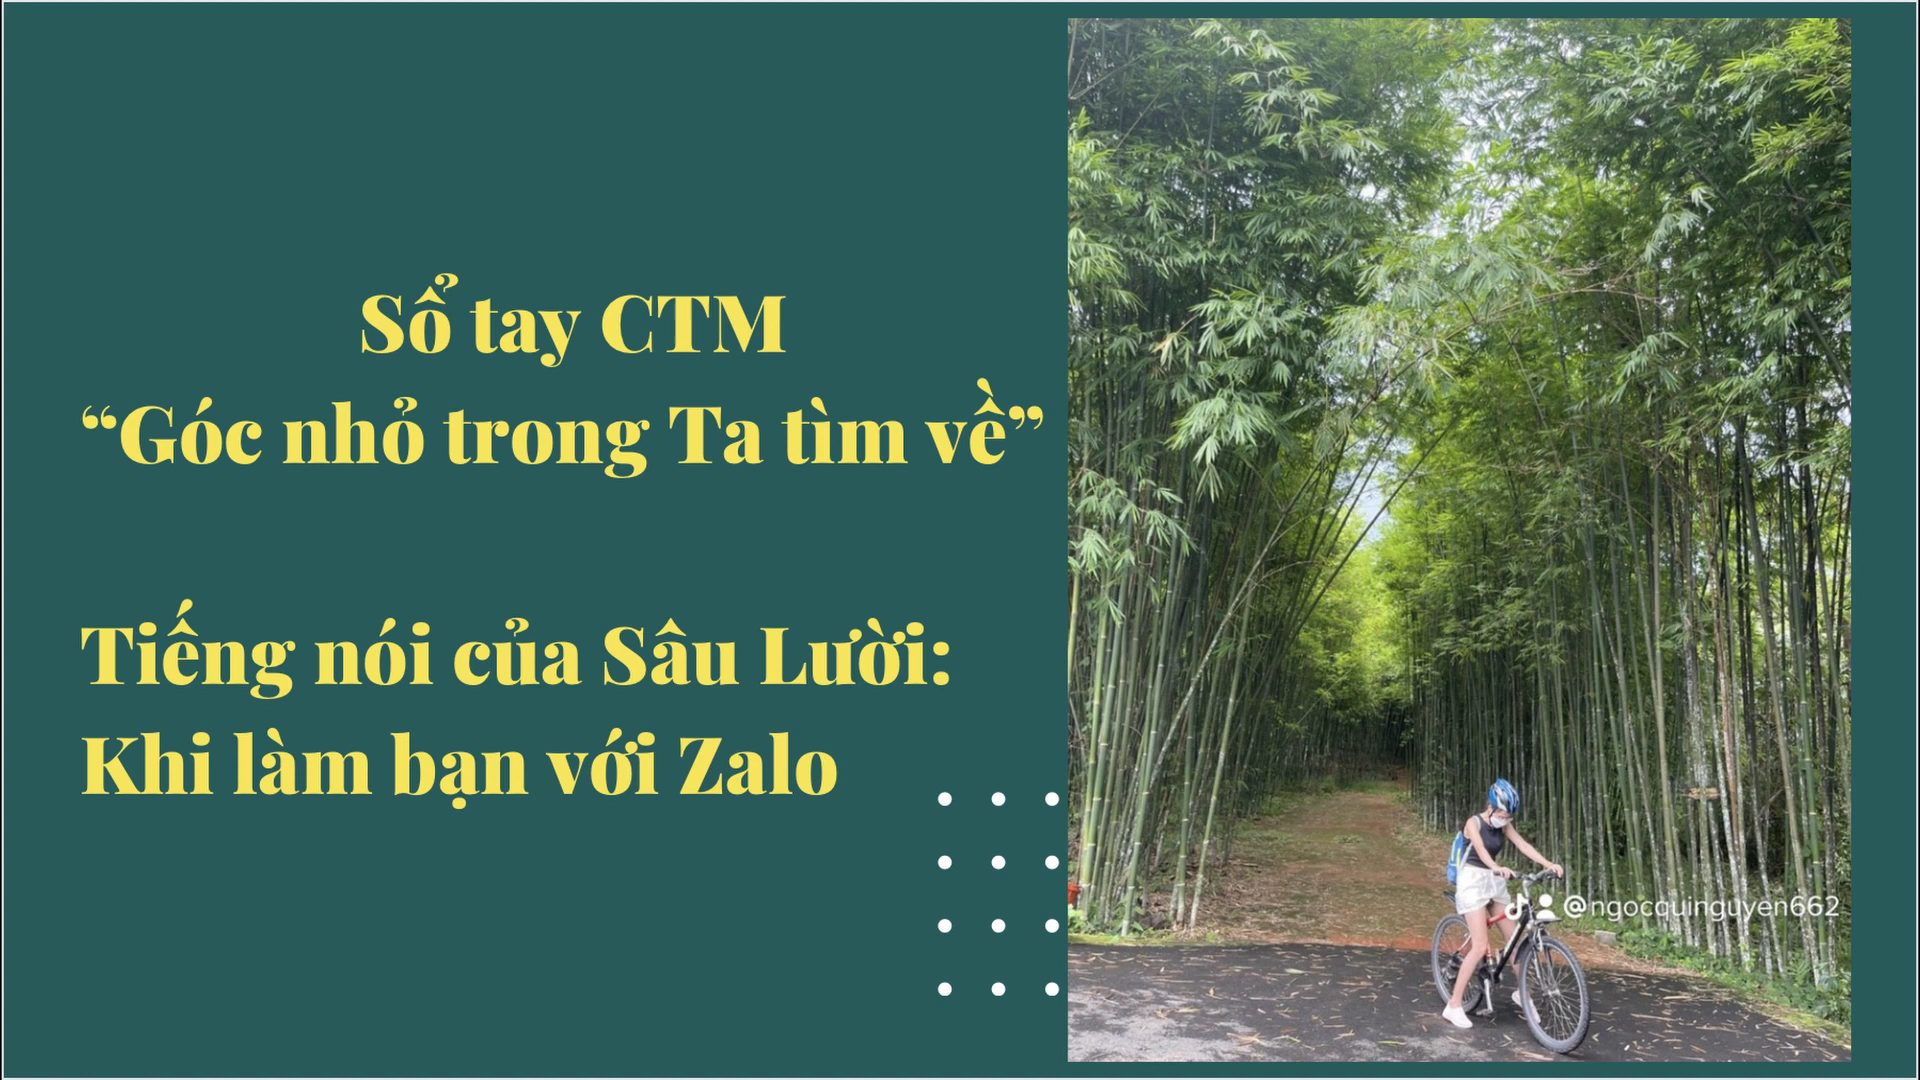 Sổ tay CTM
“Góc nhỏ trong Ta tìm về”
Tiếng nói của Sâu Lười:
Khi làm bạn với Zalo
@ngocquinguyen662